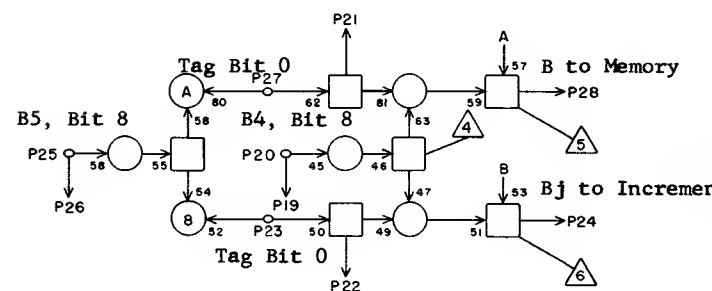 P21
Tag Bit 0
A
P27
B to Memory
A
57
80
62
81
59
P28
58
63
B5, Bit 8
B4, Bit 8
4
5
P25
58
55
P20
45
46
54
47
B
Bj to Incremen
P26
P19
53
B
52
P23
50
49
51
P24
Tag Bit 0
6
P22